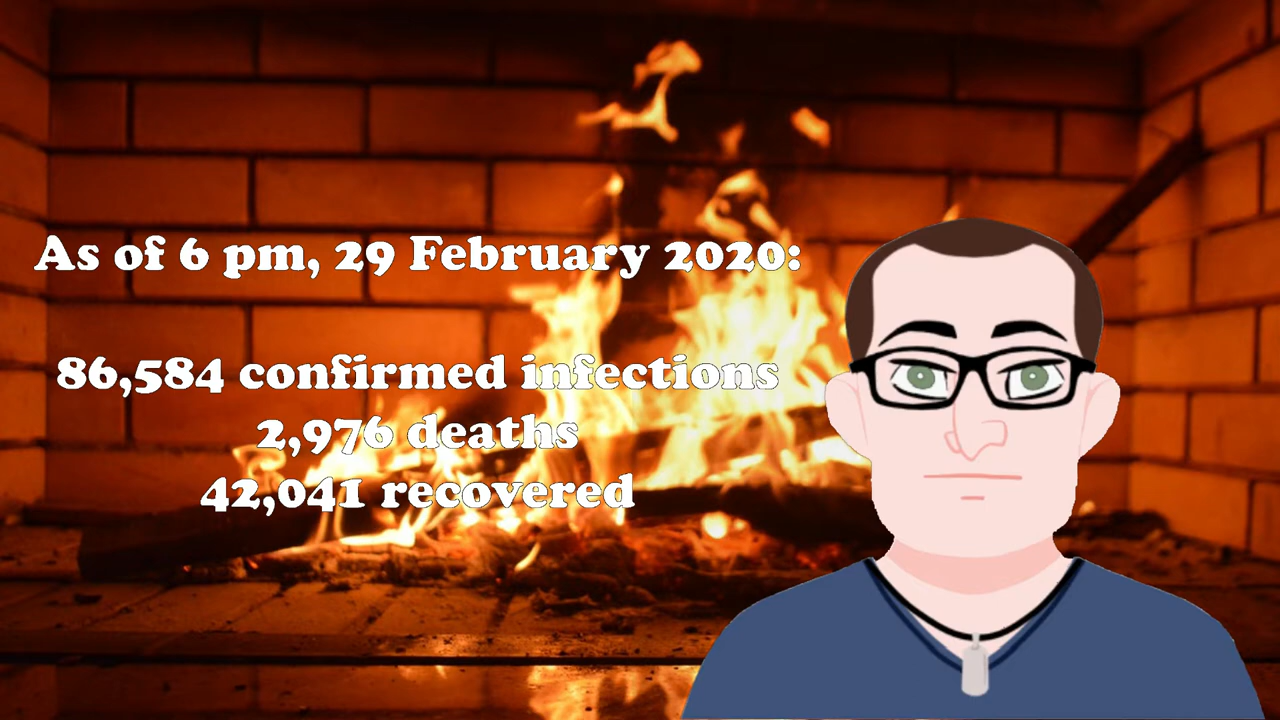 As of 6 pm, 29 February 2020:
86,584 confirmed infections
2,976 deaths
42,041 recovered